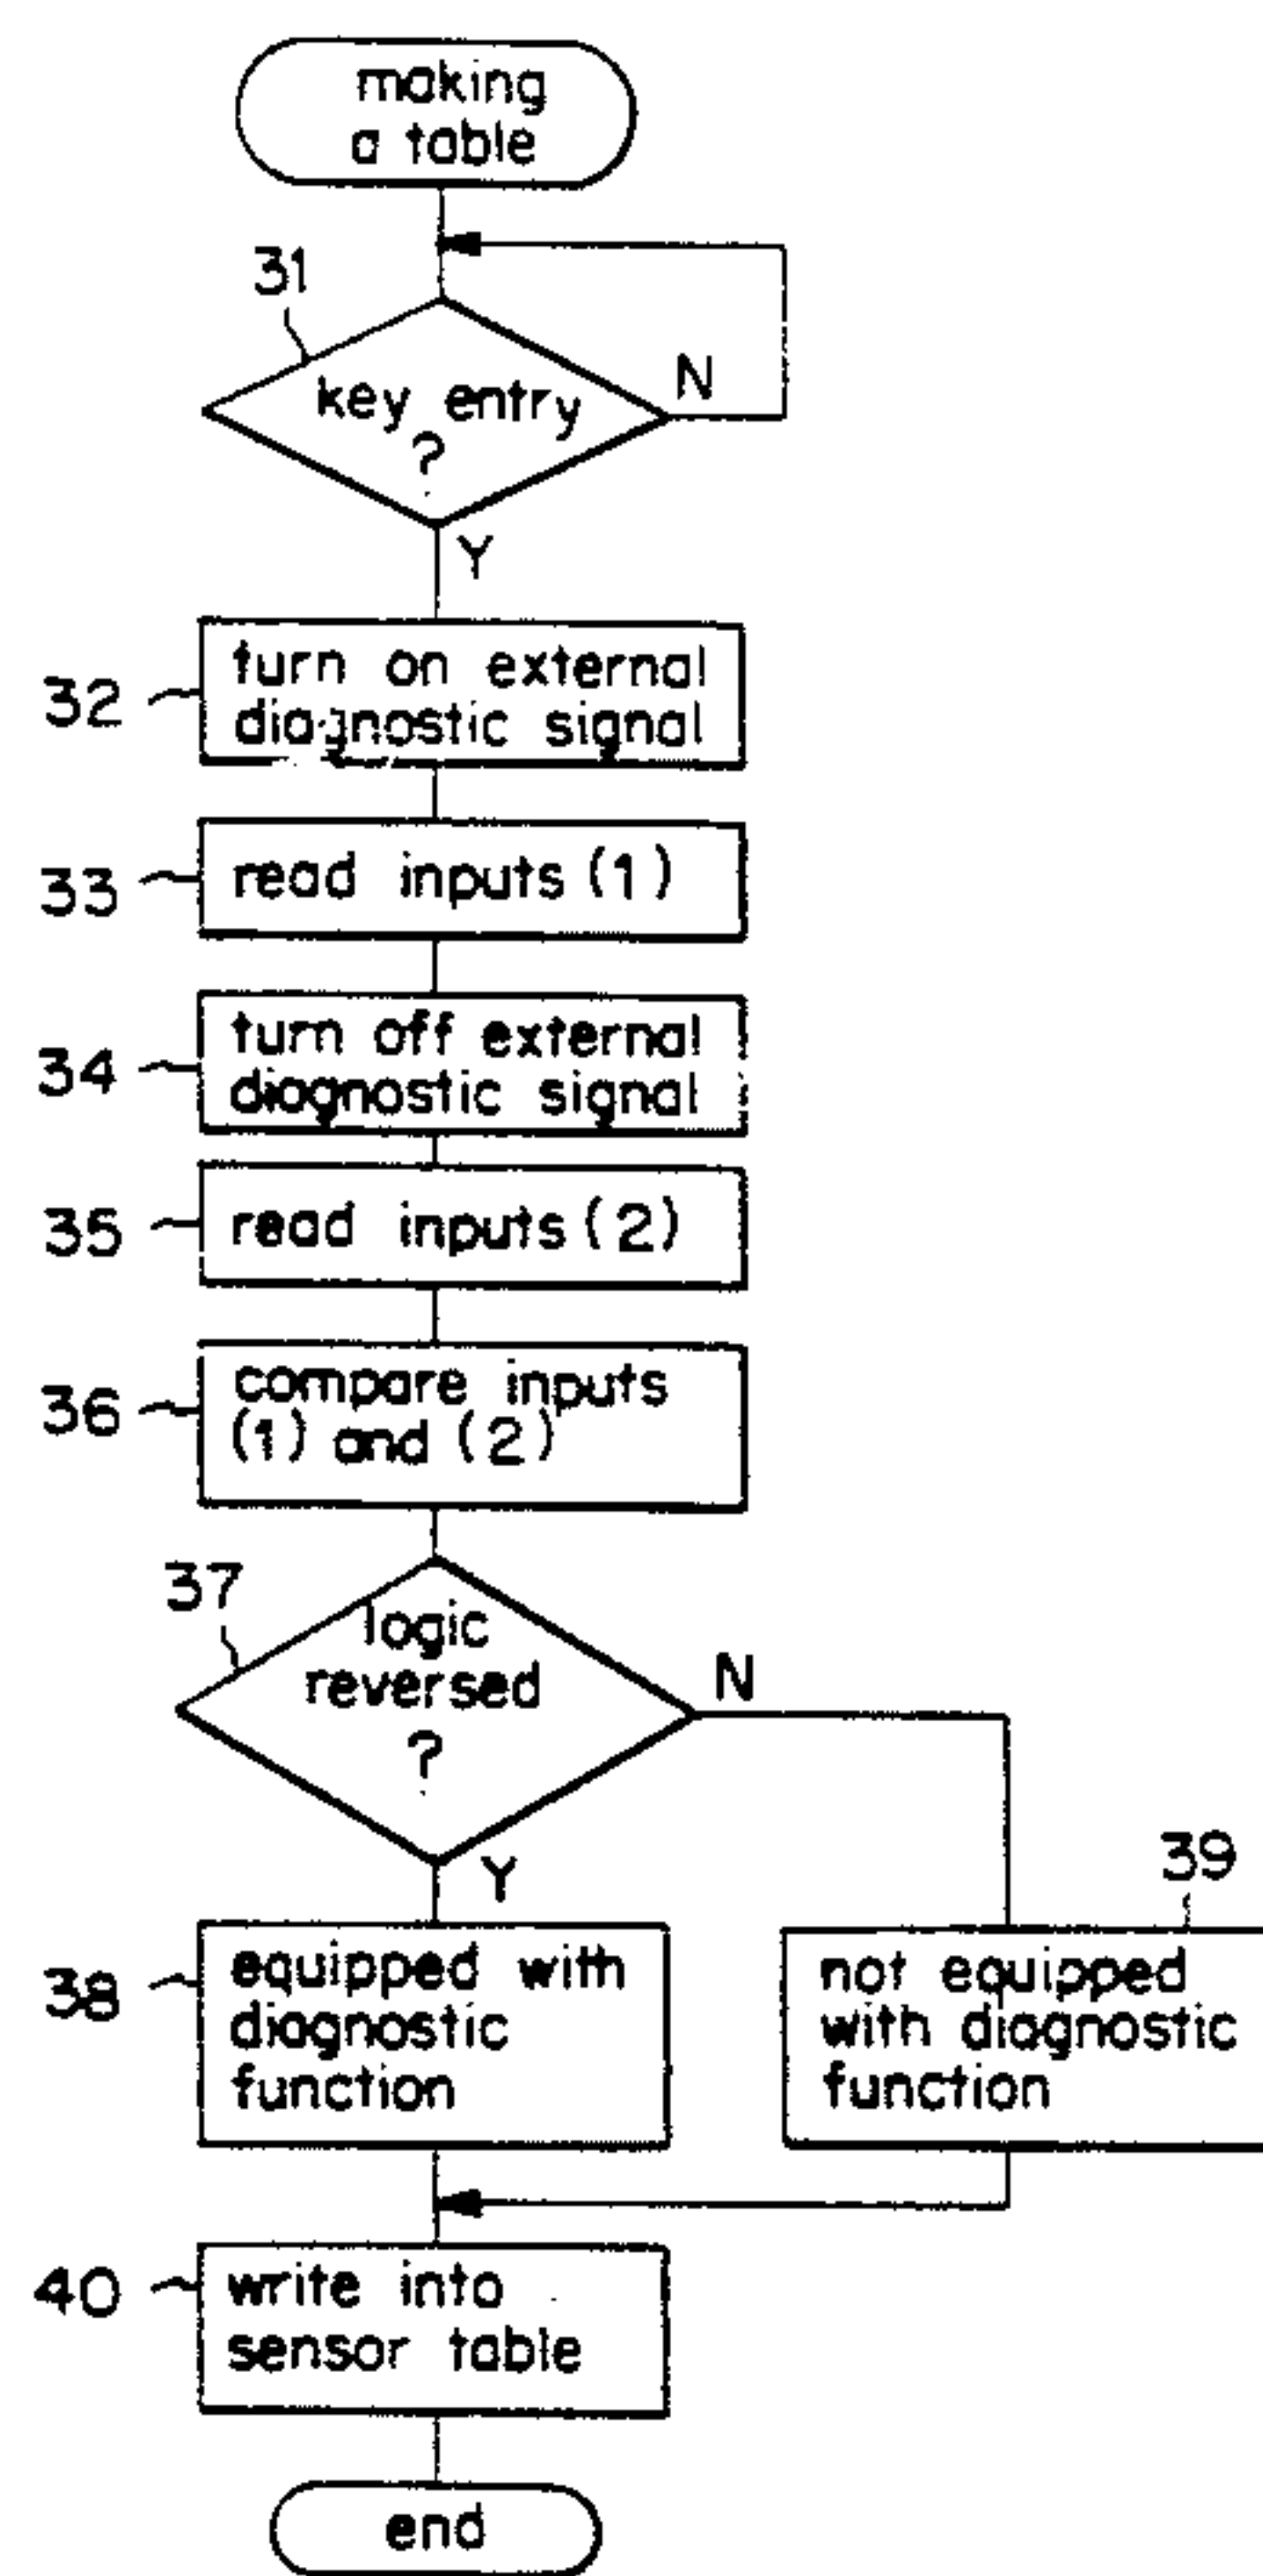 making
a table
31
key entry
?
N
Y
32
turn on external
diagnostic signal
33
read inputs (1)
34
turn off external
diagnostic signal
35
read inputs (2)
36
compare inputs
(1) and (2)
37
logic
reversed
?
N
Y
38
equipped with
diagnostic
function
39
not equipped
with diagnostic
function
40
write into
sensor table
end